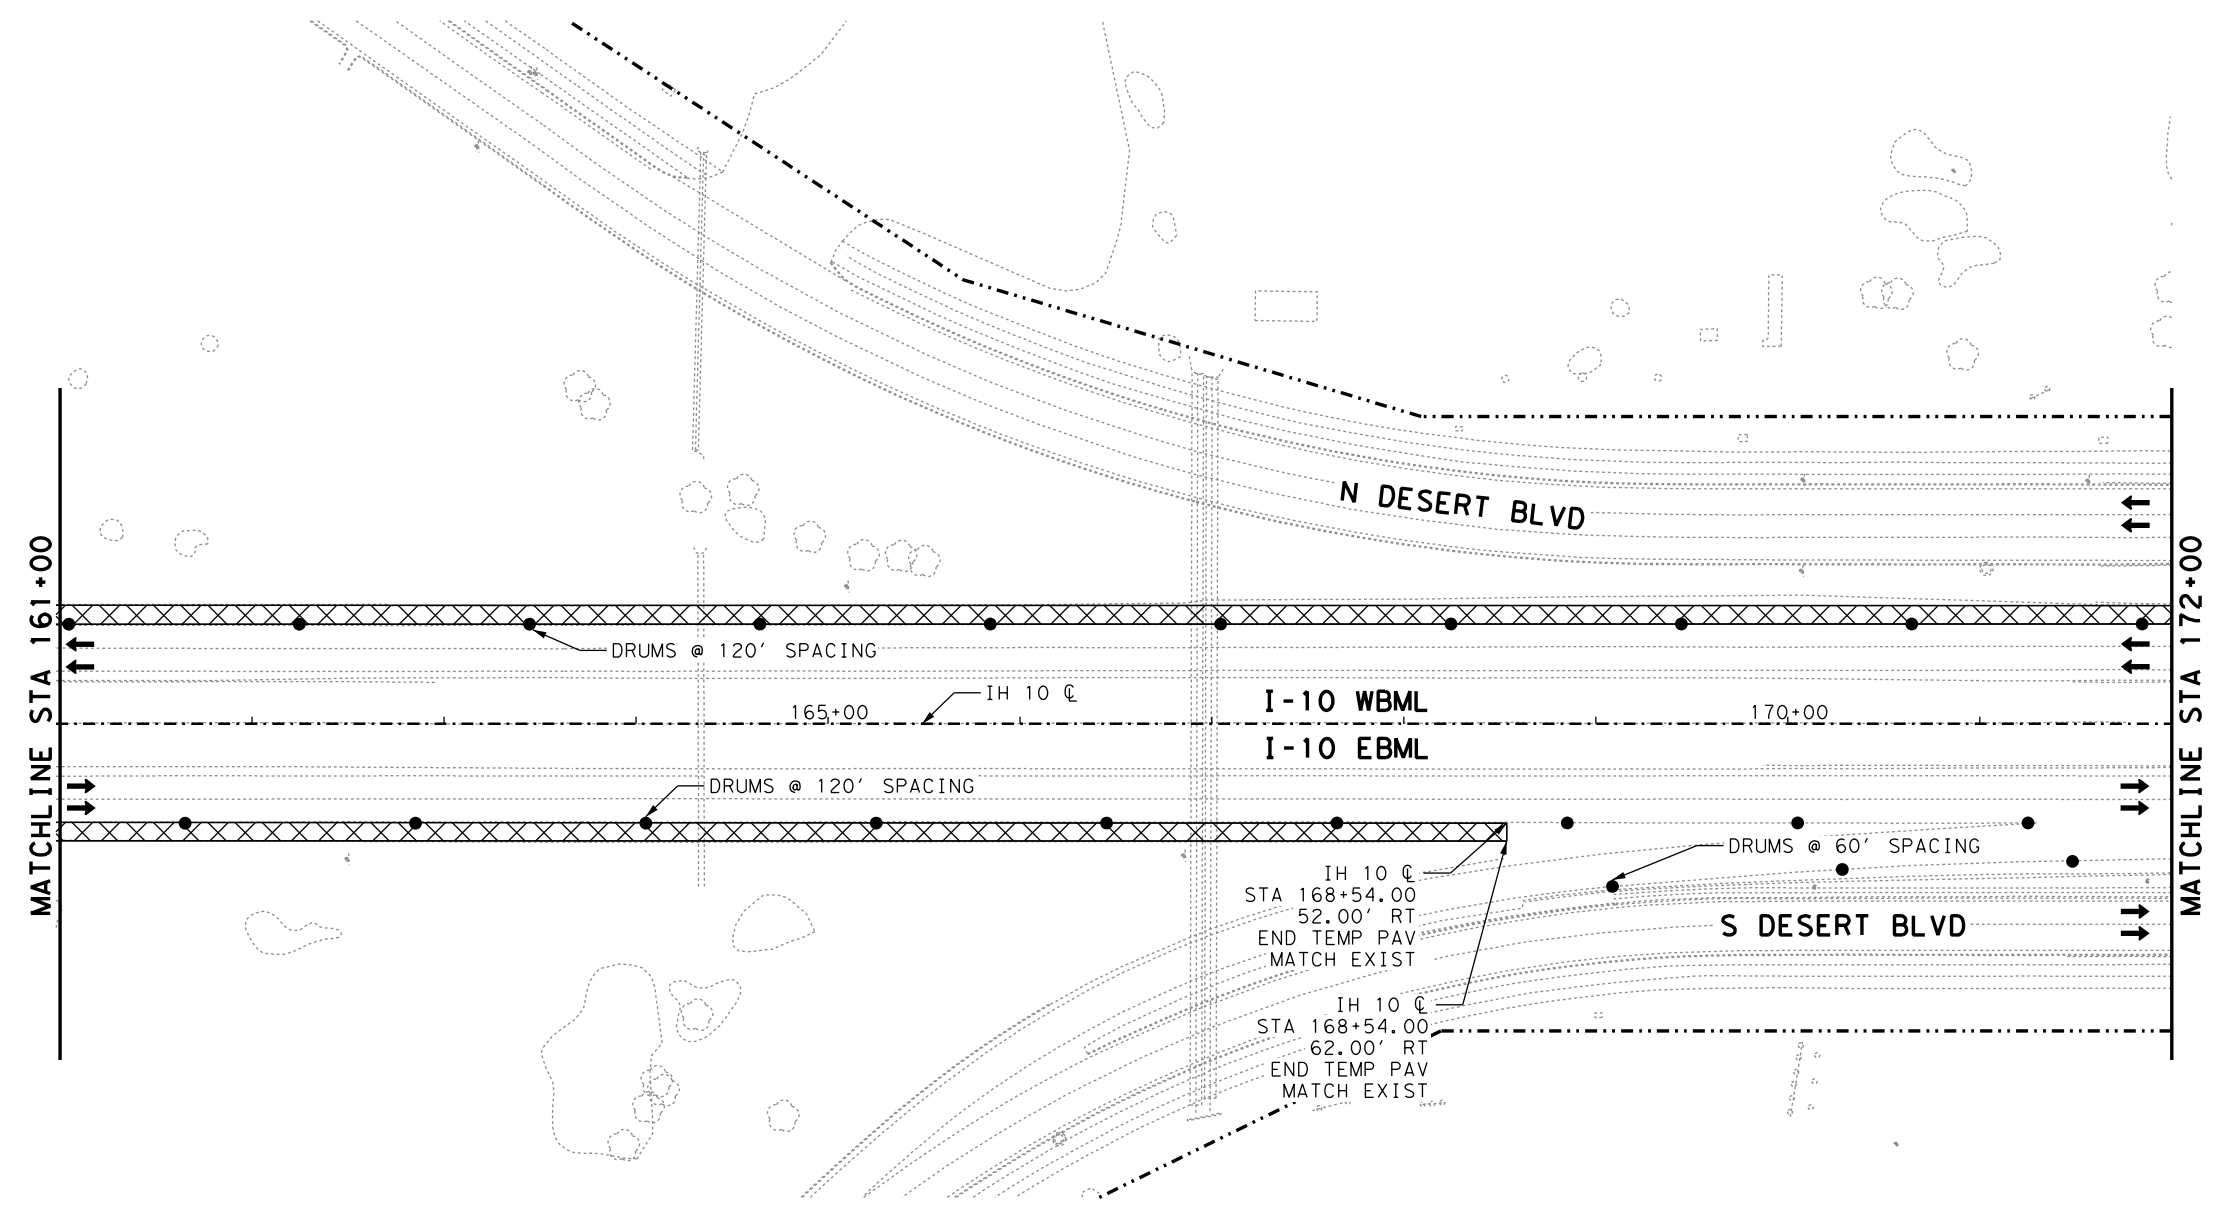 N DESERT BLVD
MATCHLINE STA 161+00
MATCHLINE STA 172+00
DRUMS @ 120' SPACING
IH 10 ℄
165+00
I-10 WBML
170+00
I-10 EBML
DRUMS @ 120' SPACING
DRUMS @ 60' SPACING
IH 10 ℄
STA 168+54.00
52.00' RT
END TEMP PAV
MATCH EXIST
S DESERT BLVD
IH 10 ℄
STA 168+54.00
62.00' RT
END TEMP PAV
MATCH EXIST